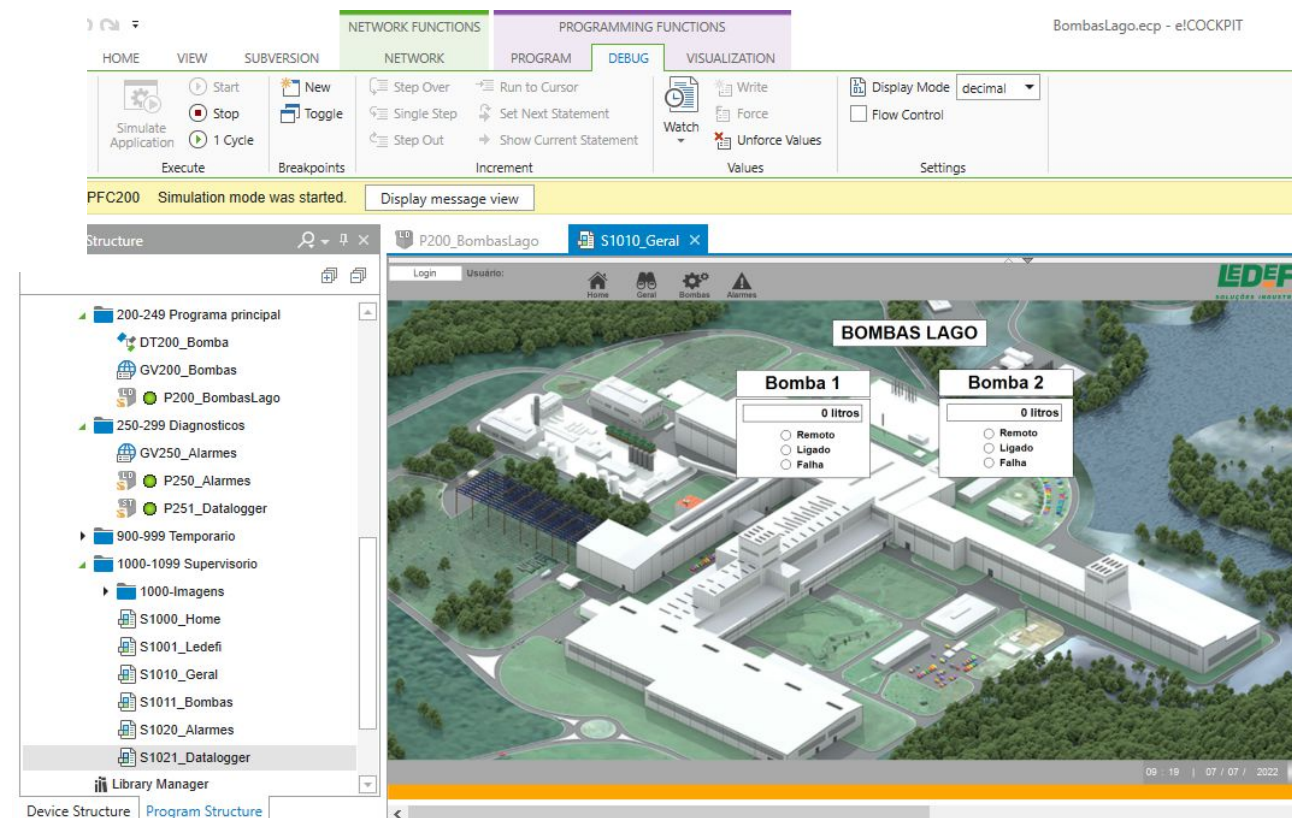 NETWORK FUNCTIONS
PROGRAMMING FUNCTIONS
BombasLago.ecp - e!COCKPIT
HOME VIEW SUBVERSION NETWORK PROGRAM DEBUG VISUALIZATION
Simulate Application
Start
Stop
1 Cycle
Execute
New
Toggle
Breakpoints
Step Over
Single Step
Step Out
Run to Cursor
Set Next Statement
Show Current Statement
Increment
Watch
Write
Force
Unforce Values
Values
Display Mode decimal
Flow Control
Settings
PFC200 Simulation mode was started. Display message view
Structure
P200_BombasLago
S1010_Geral
200-249 Programa principal
DT200_Bomba
GV200_Bombas
P200_BombasLago
250-299 Diagnosticos
GV250_Alarmes
P250_Alarmes
P251_Datalogger
900-999 Temporario
1000-1099 Supervisorio
1000-Imagens
S1000_Home
S1001_Ledefi
S1010_Geral
S1011_Bombas
S1020_Alarmes
S1021_Datalogger
Library Manager
Device Structure Program Structure
Login Usuário:
Home Geral Bombas Alarmes
LEDEF
BOMBAS LAGO
Bomba 1
0 litros
Remoto
Ligado
Falha
Bomba 2
0 litros
Remoto
Ligado
Falha
09 : 19 | 07 / 07 / 2022